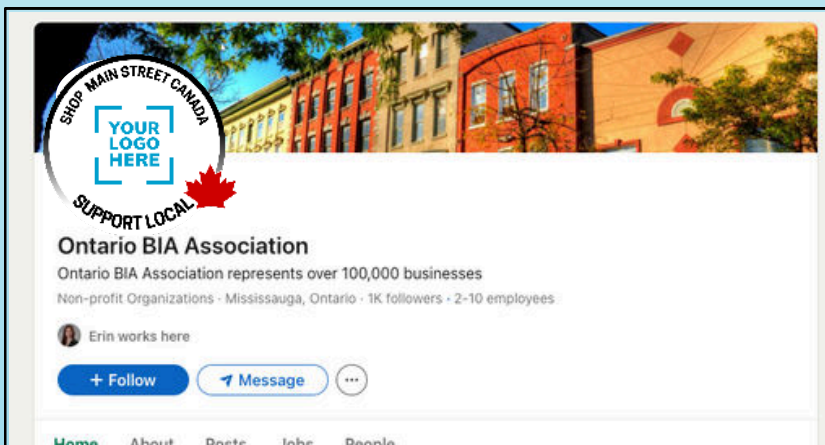 SHOP MAIN STREET CANADA
YOUR
LOGO
HERE
SUPPORT LOCAL
Ontario BIA Association
Ontario BIA Association represents over 100,000 businesses
Non-profit Organizations · Mississauga, Ontario · 1K followers · 2-10 employees
Erin works here
+ Follow
Message
Home About Posts Jobs People